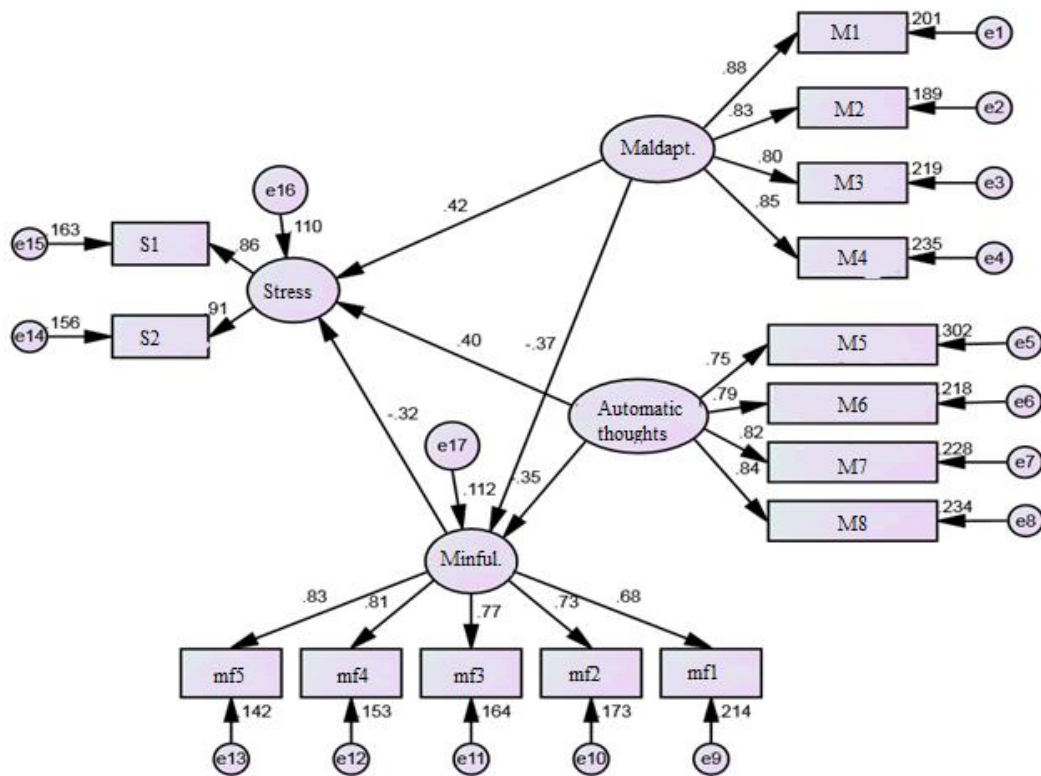 M1
.201
e1
.88
M2
.189
e2
.83
Maldapt.
.80
M3
.219
e3
.85
M4
.235
e4
e16
.42
110
e15
.163
S1
.86
Stress
e14
.156
S2
.91
.40
-.37
M5
.302
e5
.75
M6
.218
e6
.79
Automatic
thoughts
.82
M7
.228
e7
.84
M8
.234
e8
-.32
e17
.112
-.35
Minful.
.83
.81
.77
.73
.68
mf5
mf4
mf3
mf2
mf1
.142
.153
.164
.173
.214
e13
e12
e11
e10
e9